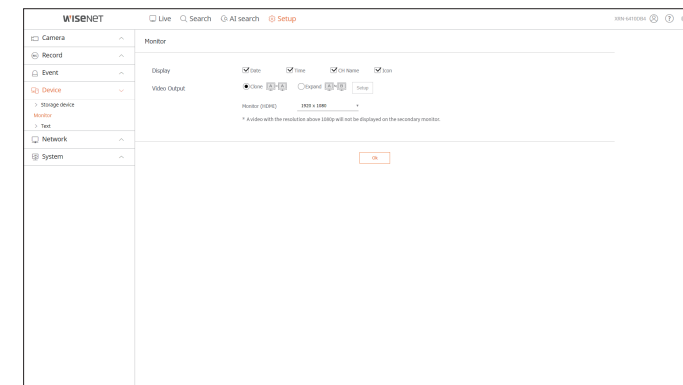 WISENET
Live Search AI search Setup
Camera
Record
Event
Device
Storage device
Monitor
Text
Network
System
Monitor
Display Date Time CH Name Icon
Video Output Clone A A Expand A B Setup
Monitor (HDMI) 1920 x 1080
* A video with the resolution above 1080p will not be displayed on the secondary monitor.
Ok